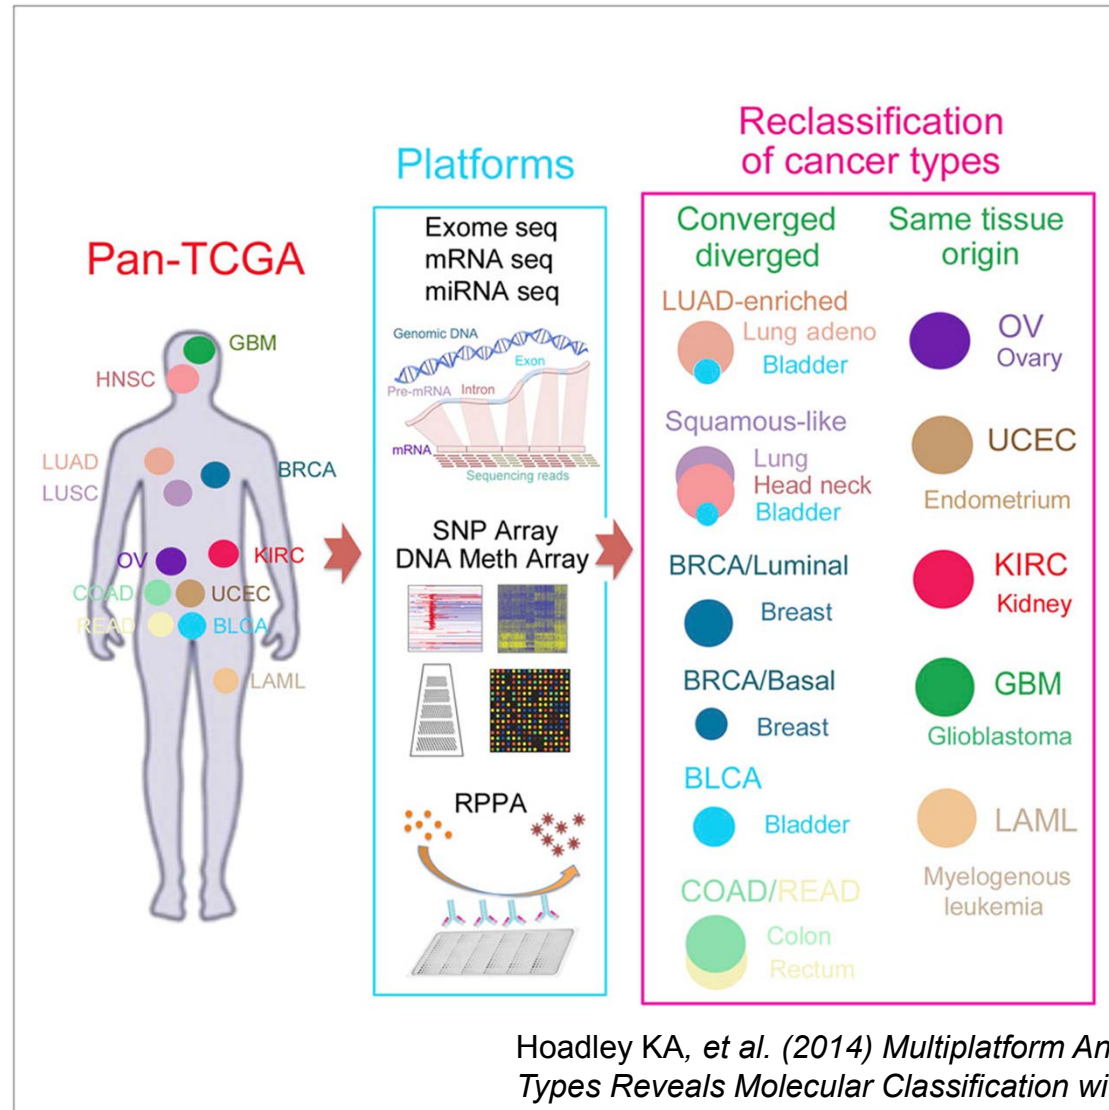 Pan-TCGA
GBM
HNSC
LUAD
LUSC
BRCA
OV
KIRC
COAD
UCEC
READ
BLCA
LAML
Platforms
Exome seq
mRNA seq
miRNA seq
Genomic DNA
Exon
Pre-mRNA
Intron
mRNA
Sequencing reads
SNP Array
DNA Meth Array
RPPA
Reclassification
of cancer types
Converged
diverged
LUAD-enriched
Lung adeno
Bladder
Squamous-like
Lung
Head neck
Bladder
BRCA/Luminal
Breast
BRCA/Basal
Breast
BLCA
Bladder
COAD/READ
Colon
Rectum
Same tissue
origin
OV
Ovary
UCEC
Endometrium
KIRC
Kidney
GBM
Glioblastoma
LAML
Myelogenous
leukemia
Hoadley KA, et al. (2014) Multiplatform An
Types Reveals Molecular Classification wi